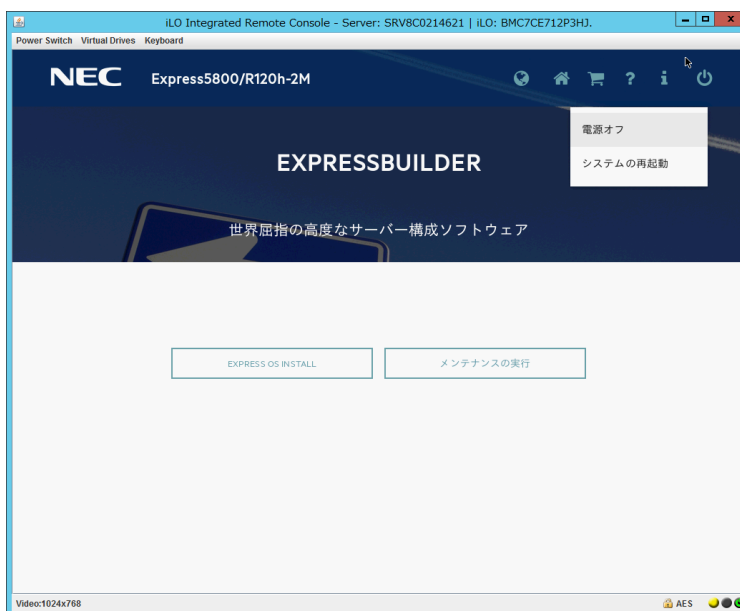 iLO Integrated Remote Console - Server: SRV8C0214621 | iLO: BMC7CE712P3HJ.
Power Switch Virtual Drives Keyboard
NEC Express5800/R120h-2M
電源オフ
システムの再起動
EXPRESSBUILDER
世界屈指の高度なサーバー構成ソフトウェア
EXPRESS OS INSTALL メンテナンスの実行
Video:1024x768 AES